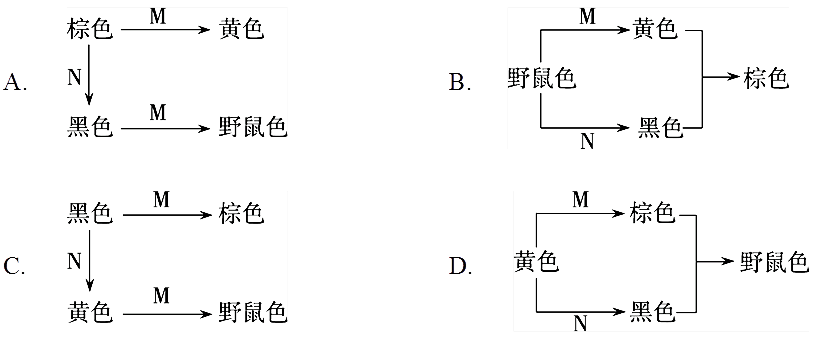 A. 棕色 M 黄色
N
黑色 M 野鼠色
B. 野鼠色 M 黄色
N 黑色
棕色
C. 黑色 M 棕色
N
黄色 M 野鼠色
D. 黄色 M 棕色
N 黑色
野鼠色